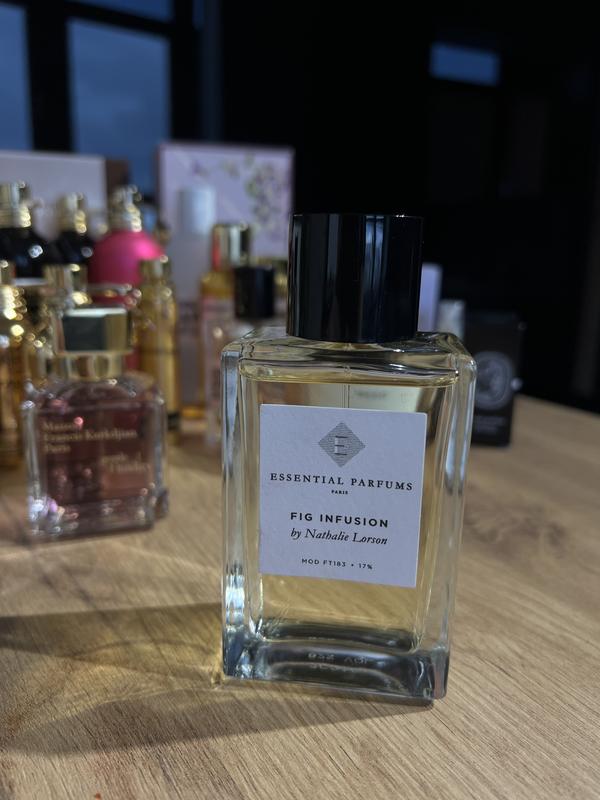 E
ESSENTIAL PARFUMS
PARIS
FIG INFUSION
by Nathalie Lorson
MOD FT183 • 17%
Maison
Francis Kurkdjian
Paris